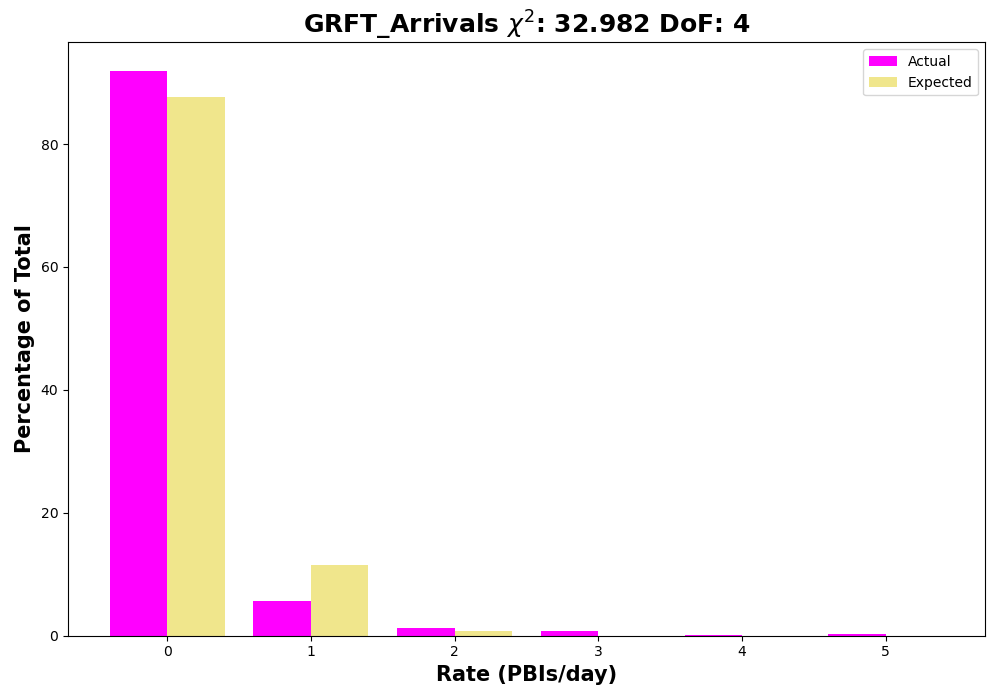 GRFT_Arrivals χ²: 32.982 DoF: 4
Actual
Expected
Percentage of Total
80
60
40
20
0
0 1 2 3 4 5
Rate (PBIs/day)